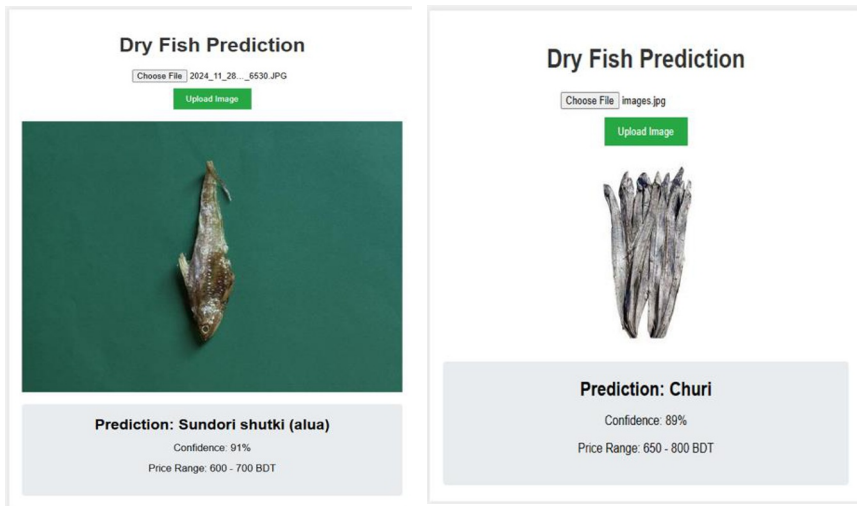 Dry Fish Prediction
Choose File 2024_11_28..._6530.JPG
Upload Image
Prediction: Sundori shutki (alua)
Confidence: 91%
Price Range: 600 - 700 BDT
Dry Fish Prediction
Choose File images.jpg
Upload Image
Prediction: Churi
Confidence: 89%
Price Range: 650 - 800 BDT